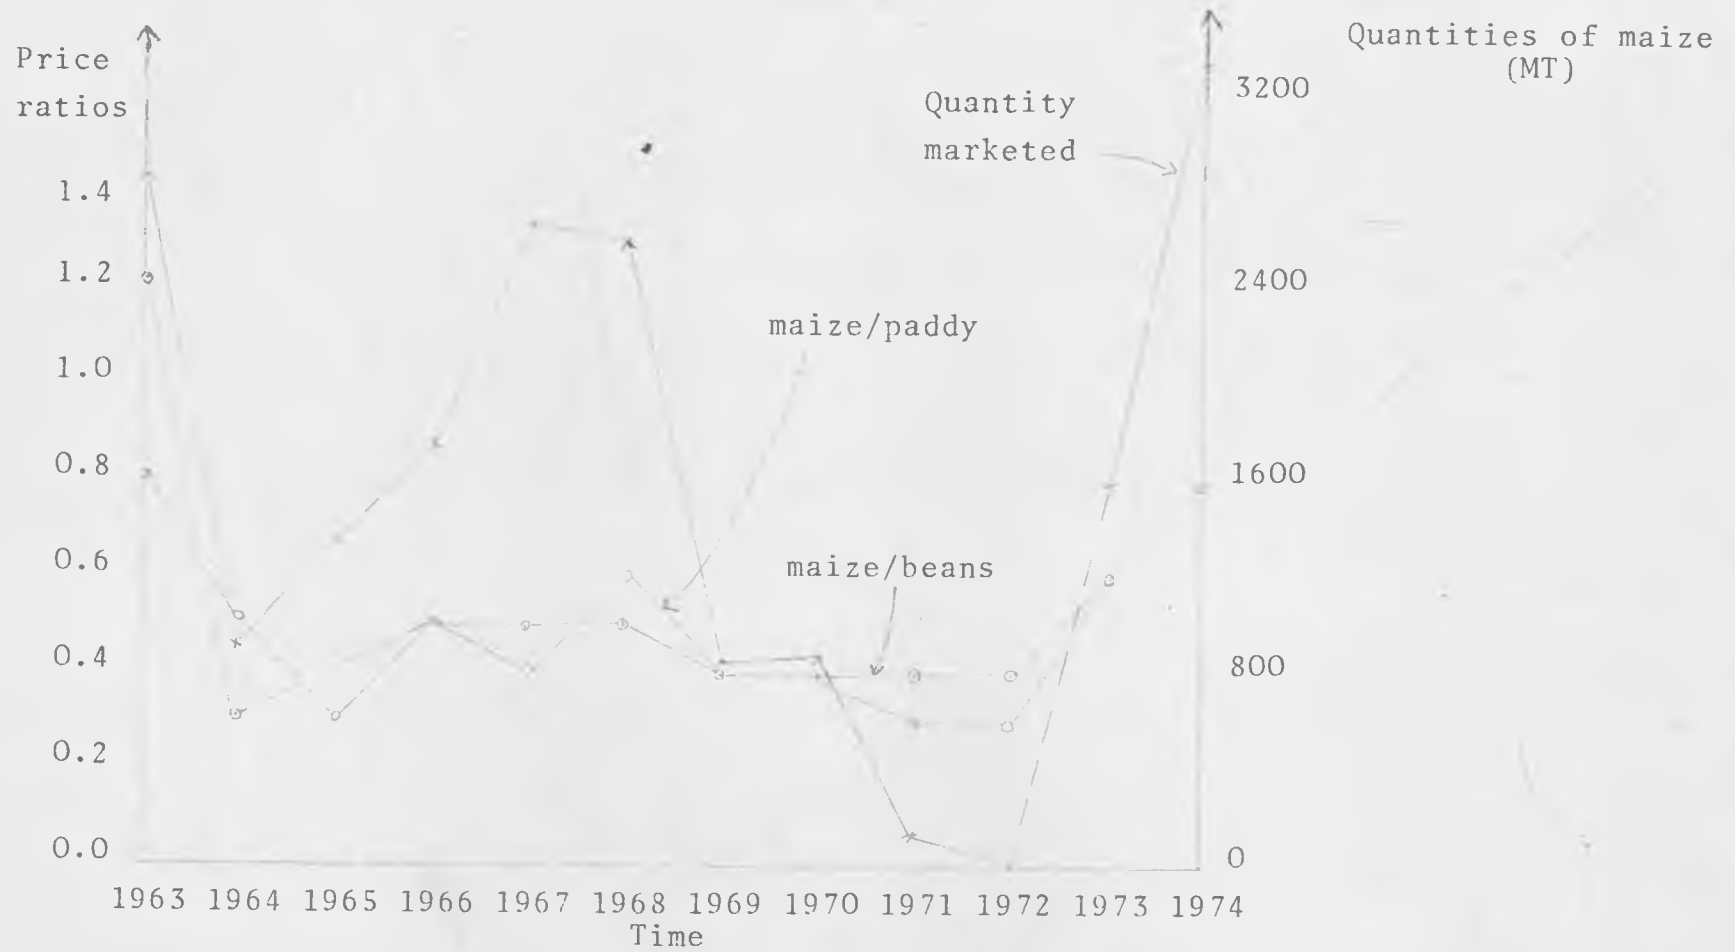 Price
ratios
Quantities of maize
(MT)
Quantity
marketed
3200
1.4
1.2
2400
maize/paddy
1.0
0.8
1600
0.6
maize/beans
0.4
800
0.2
0.0
0
1963 1964 1965 1966 1967 1968 1969 1970 1971 1972 1973 1974
Time